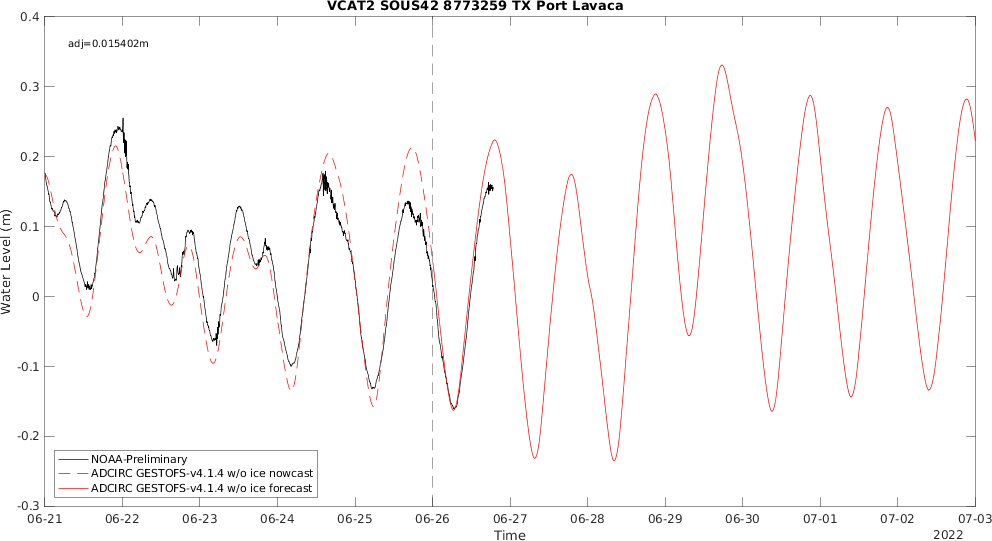 VCAT2 SOUS42 8773259 TX Port Lavaca
adj=0.015402m
Water Level (m)
0.4
0.3
0.2
0.1
0
-0.1
-0.2
-0.3
NOAA-Preliminary
ADCIRC GESTOFS-v4.1.4 w/o ice nowcast
ADCIRC GESTOFS-v4.1.4 w/o ice forecast
06-21 06-22 06-23 06-24 06-25 06-26 06-27 06-28 06-29 06-30 07-01 07-02 07-03
Time
2022